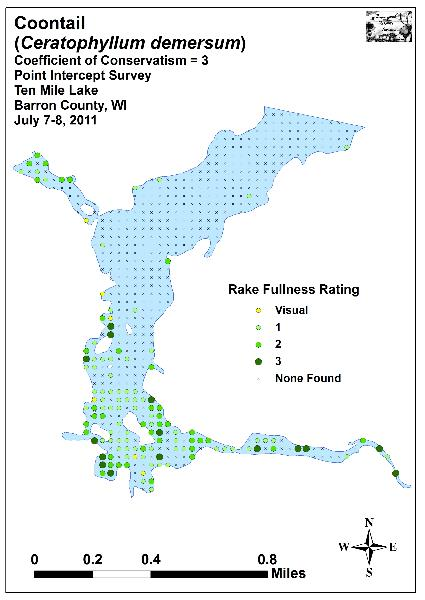 Coontail
(Ceratophyllum demersum)
Coefficient of Conservatism = 3
Point Intercept Survey
Ten Mile Lake
Barron County, WI
July 7-8, 2011
Rake Fullness Rating
Visual
1
2
3
None Found
N
W E
S
0 0.2 0.4 0.8
Miles